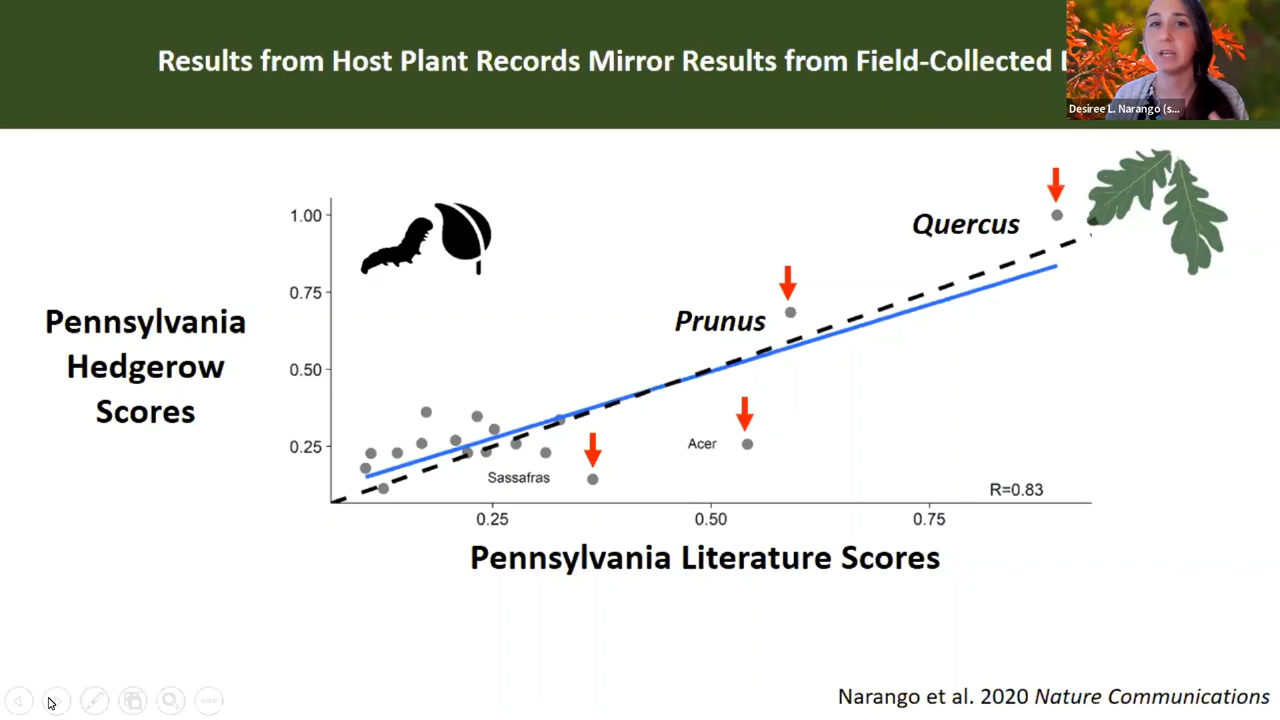 Results from Host Plant Records Mirror Results from Field-Collected
Desiree L. Narango (s...
Pennsylvania
Hedgerow
Scores
1.00
0.75
0.50
0.25
Quercus
Prunus
Acer
Sassafras
R=0.83
0.25 0.50 0.75
Pennsylvania Literature Scores
Narango et al. 2020 Nature Communications